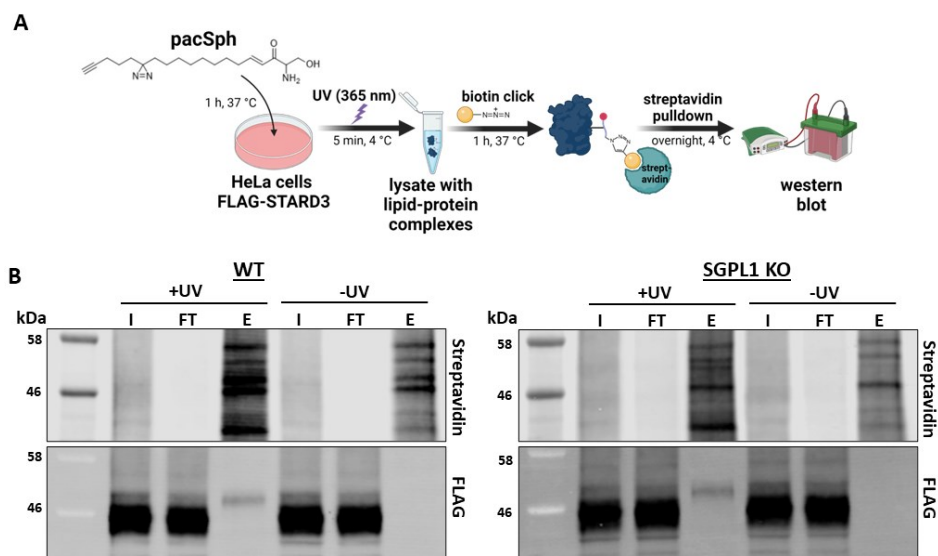 A
pacSph
O
OH
N=N
NH2
1 h, 37 °C
HeLa cells
FLAG-STARD3
UV (365 nm)
5 min, 4 °C
lysate with
lipid-protein
complexes
biotin click
N=N=N
+
1 h, 37 °C
strept-
avidin
streptavidin
pulldown
overnight, 4 °C
western
blot
B
WT
+UV -UV
kDa I FT E I FT E
58
46
Streptavidin
58
46
FLAG
SGPL1 KO
+UV -UV
kDa I FT E I FT E
58
46
Streptavidin
58
46
FLAG